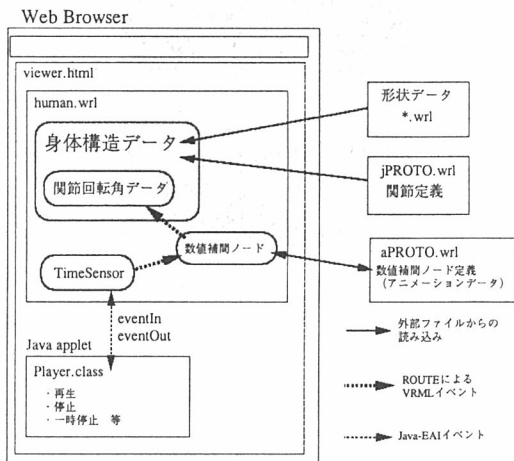 Web Browser
viewer.html
human.wrl
身体構造データ
関節回転角データ
数値補間ノード
TimeSensor
eventIn
eventOut
Java applet
Player.class
・再生
・停止
・一時停止 等
形状データ
*.wrl
jPROTO.wrl
関節定義
aPROTO.wrl
数値補間ノード定義
(アニメーションデータ)
外部ファイルからの
読み込み
ROUTEによる
VRMLイベント
Java-EAIイベント